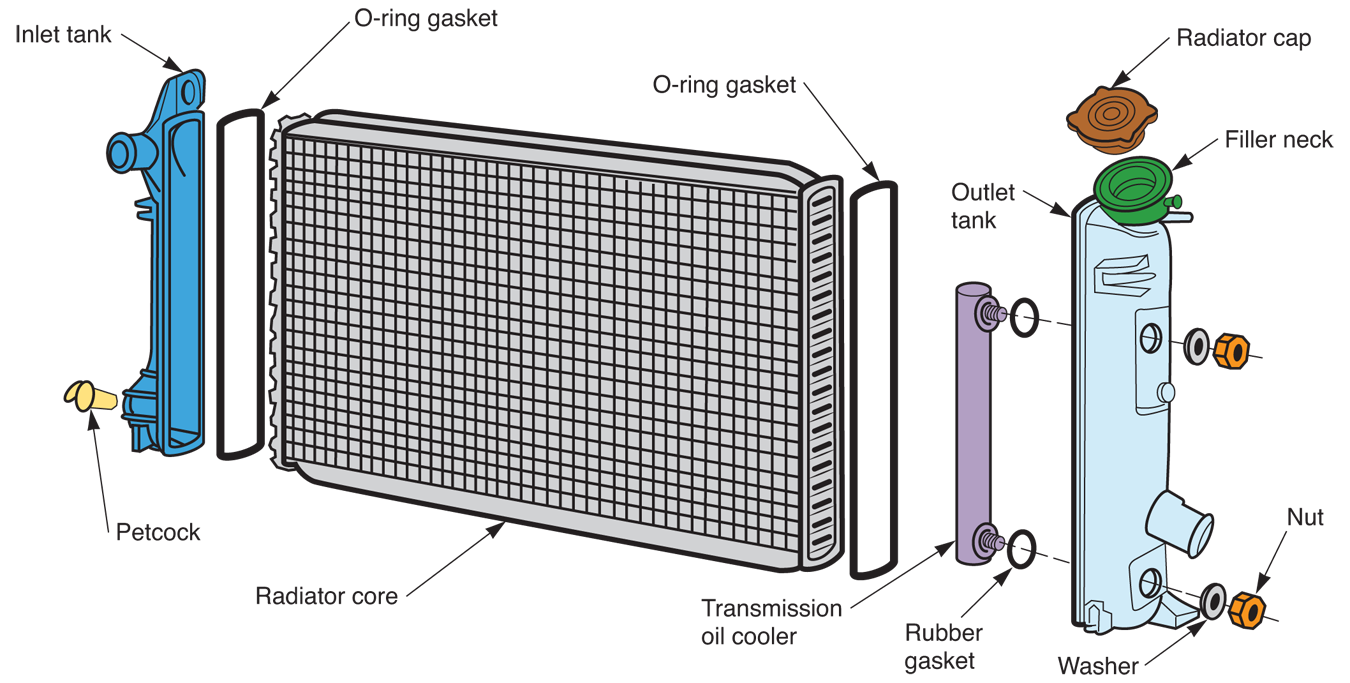 Inlet tank
O-ring gasket
O-ring gasket
Radiator cap
Filler neck
Outlet
tank
Petcock
Radiator core
Transmission
oil cooler
Rubber
gasket
Washer
Nut